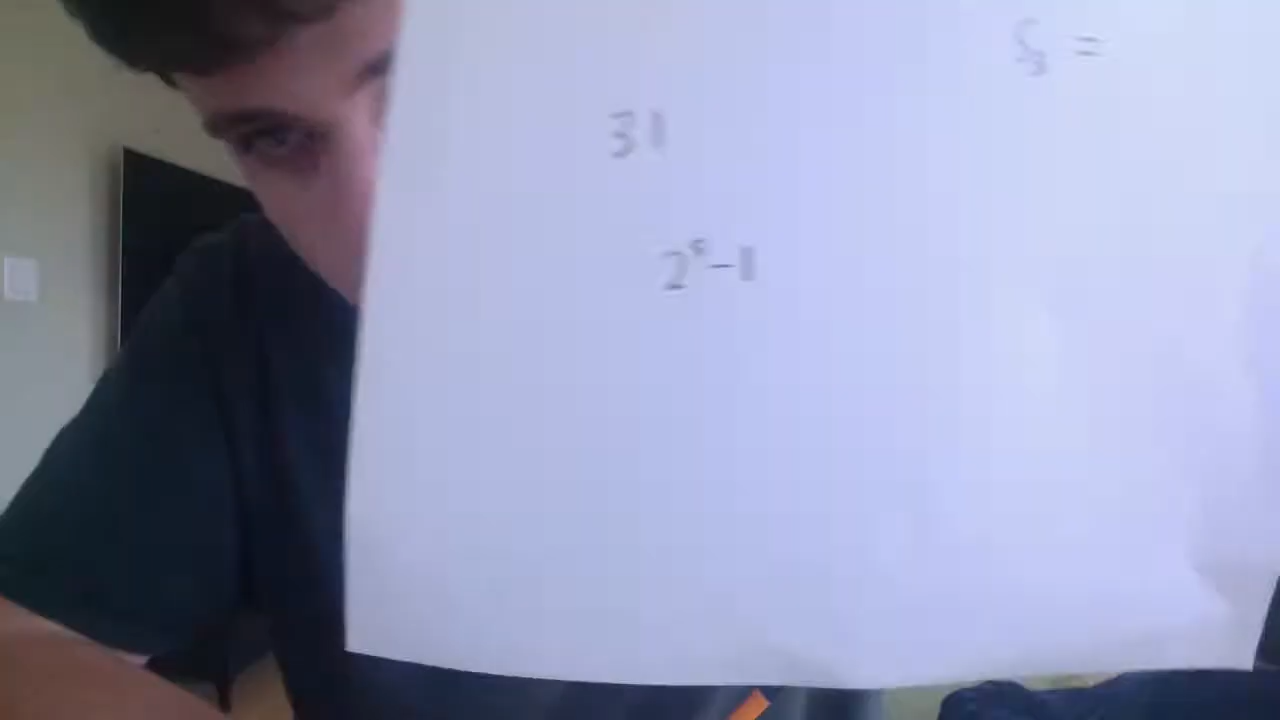 31
2⁵-1
=